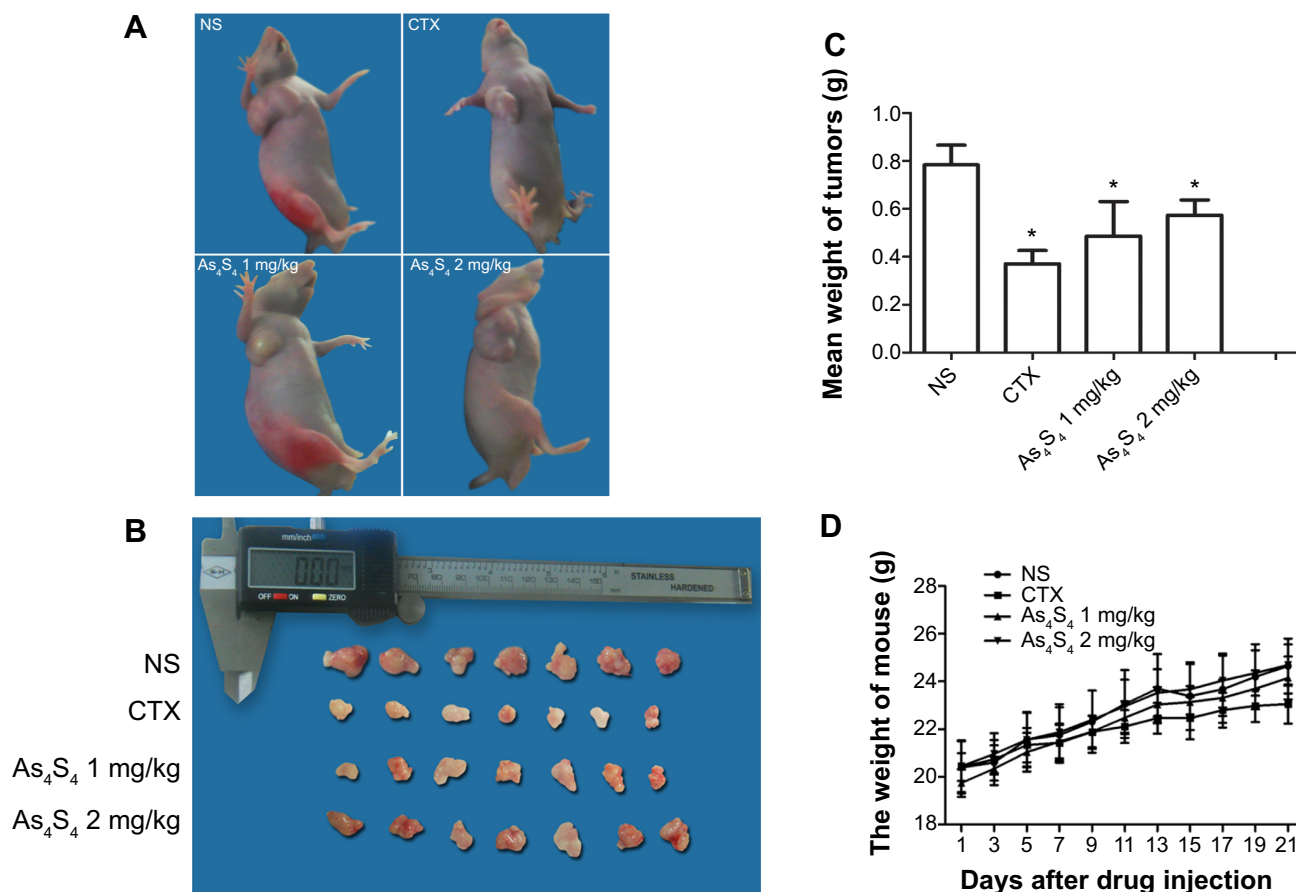 A
NS
CTX
As₄S₄ 1 mg/kg
As₄S₄ 2 mg/kg
B
mm/inch
000
OFF ON ZERO
STAINLESS
HARDENED
mm
NS
CTX
As₄S₄ 1 mg/kg
As₄S₄ 2 mg/kg
C
Mean weight of tumors (g)
1.0
0.8
0.6
0.4
0.2
0.0
*
*
*
NS
CTX
As₄S₄ 1 mg/kg
As₄S₄ 2 mg/kg
D
The weight of mouse (g)
28
26
24
22
20
18
NS
CTX
As₄S₄ 1 mg/kg
As₄S₄ 2 mg/kg
1 3 5 7 9 11 13 15 17 19 21
Days after drug injection